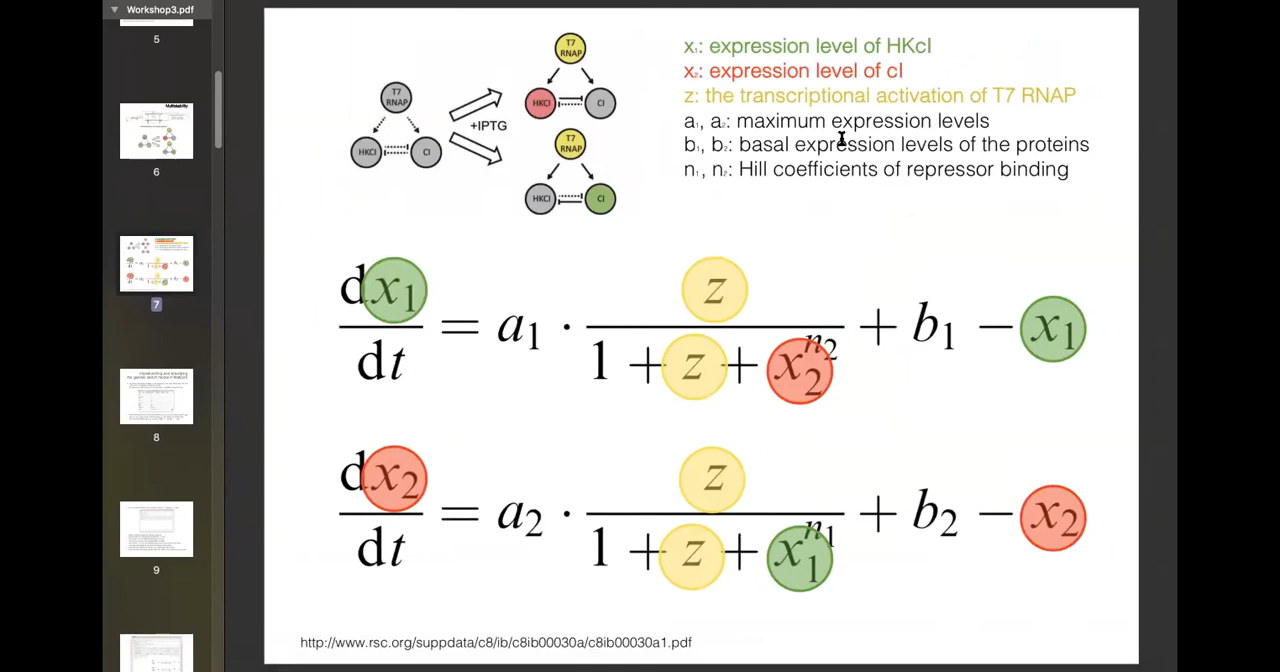 Workshop3.pdf
5
6
7
8
9
T7
RNAP
HKCI
CI
+IPTG
T7
RNAP
HKCI
CI
T7
RNAP
HKCI
CI
x₁: expression level of HKcI
x₂: expression level of cI
z: the transcriptional activation of T7 RNAP
a₁, a₂: maximum expression levels
b₁, b₂: basal expression levels of the proteins
n₁, n₂: Hill coefficients of repressor binding
dx₁/dt = a₁ · z/(1 + z + x₂^n₂) + b₁ − x₁
dx₂/dt = a₂ · z/(1 + z + x₁^n₁) + b₂ − x₂
http://www.rsc.org/suppdata/c8/ib/c8ib00030a/c8ib00030a1.pdf